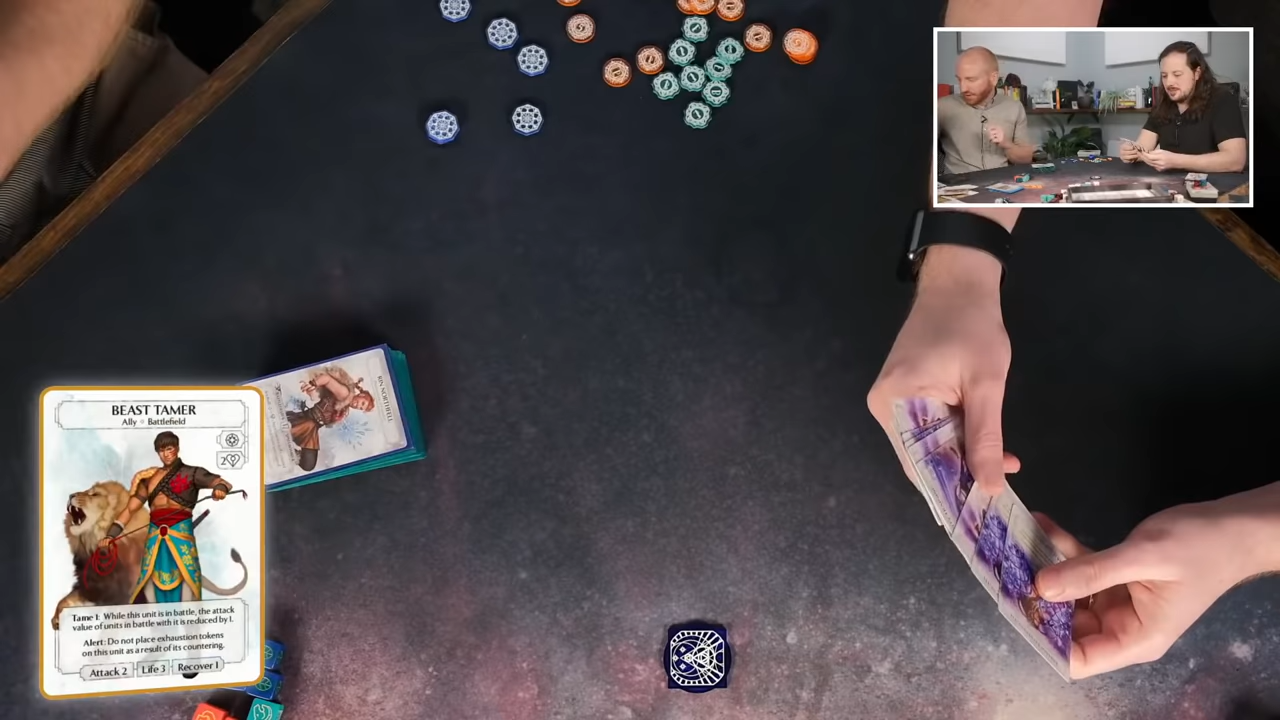 BEAST TAMER
Ally ◊ Battlefield
2
Tame 1: While this unit is in battle, the attack
value of units in battle with it is reduced by 1.
Alert: Do not place exhaustion tokens
on this unit as a result of its countering.
Attack 2 Life 3 Recover 1
RIN NORTHFELL